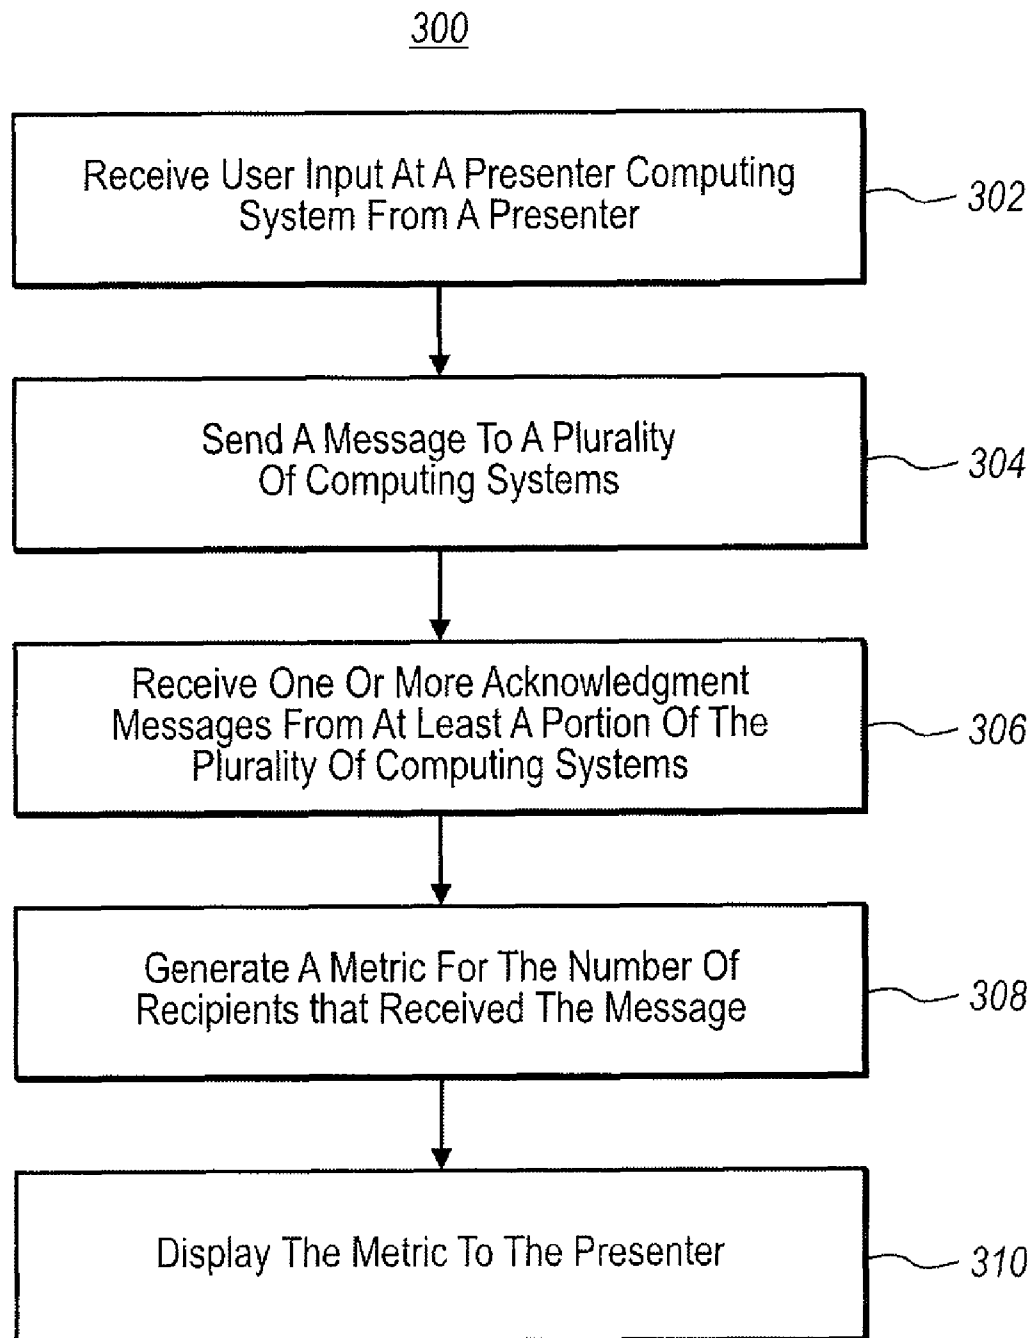 300
Receive User Input At A Presenter Computing
System From A Presenter
302
Send A Message To A Plurality
Of Computing Systems
304
Receive One Or More Acknowledgment
Messages From At Least A Portion Of The
Plurality Of Computing Systems
306
Generate A Metric For The Number Of
Recipients that Received The Message
308
Display The Metric To The Presenter
310